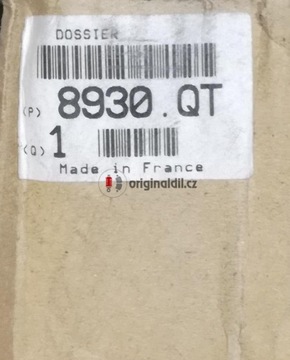 DOSSIER
(P) 8930.QT
(Q) 1
Made in France
originaldil.cz